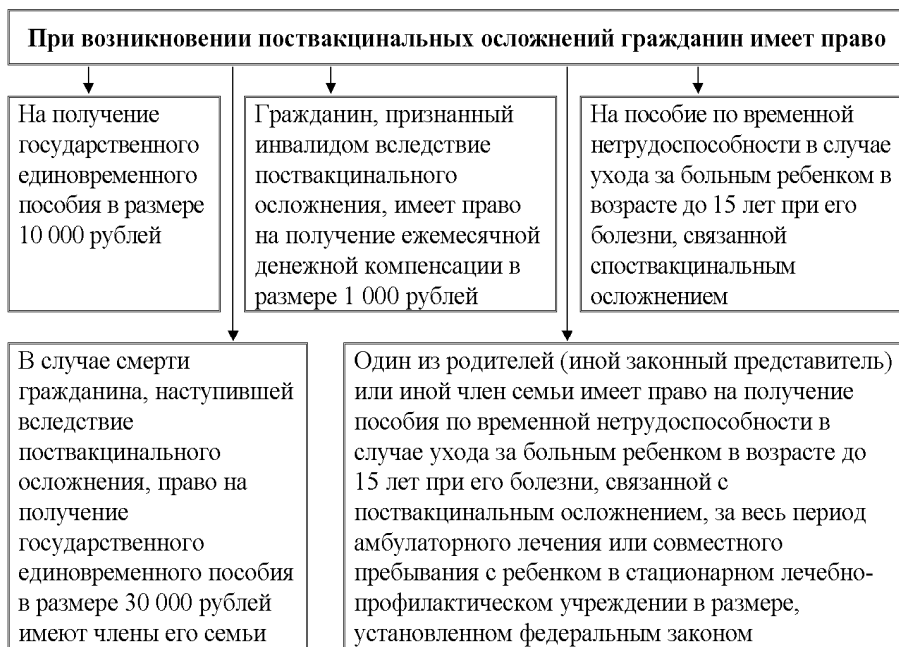 При возникновении поствакцинальных осложнений гражданин имеет право
На получение
государственного
единовременного
пособия в размере
10 000 рублей
Гражданин, признанный
инвалидом вследствие
поствакцинального
осложнения, имеет право
на получение ежемесячной
денежной компенсации в
размере 1 000 рублей
На пособие по временной
нетрудоспособности в случае
ухода за больным ребенком в
возрасте до 15 лет при его
болезни, связанной
споствакцинальным
осложнением
В случае смерти
гражданина, наступившей
вследствие
поствакцинального
осложнения, право на
получение
государственного
единовременного пособия
в размере 30 000 рублей
имеют члены его семьи
Один из родителей (иной законный представитель)
или иной член семьи имеет право на получение
пособия по временной нетрудоспособности в
случае ухода за больным ребенком в возрасте до
15 лет при его болезни, связанной с
поствакцинальным осложнением, за весь период
амбулаторного лечения или совместного
пребывания с ребенком в стационарном лечебно-
профилактическом учреждении в размере,
установленном федеральным законом